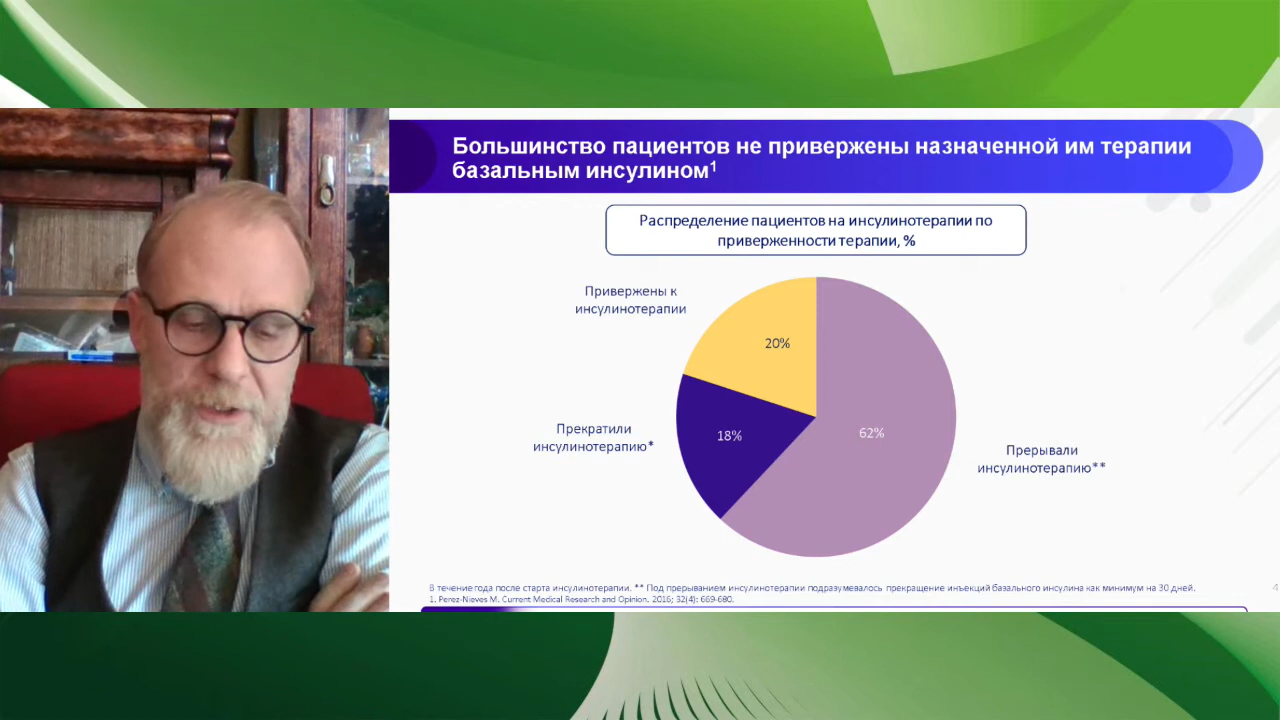 Большинство пациентов не привержены назначенной им терапии
базальным инсулином¹
Распределение пациентов на инсулинотерапии по
приверженности терапии, %
Привержены к
инсулинотерапии
20%
Прекратили
инсулинотерапию*
18%
62%
Прерывали
инсулинотерапию**
В течение года после старта инсулинотерапии. ** Под прерыванием инсулинотерапии подразумевалось прекращение инъекций базального инсулина как минимум на 30 дней.
1. Perez-Nieves M. Current Medical Research and Opinion. 2016; 32(4): 669-680.
4